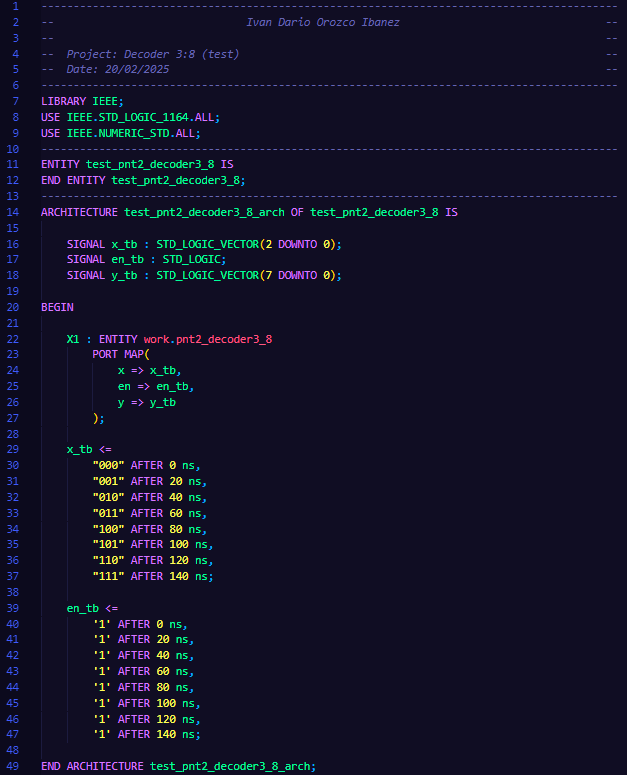 1 ------------------------------------------------------------------------------------------
2 --                              Ivan Dario Orozco Ibanez                                --
3 --                                                                                      --
4 --  Project: Decoder 3:8 (test)                                                         --
5 --  Date: 20/02/2025                                                                    --
6 ------------------------------------------------------------------------------------------
7 LIBRARY IEEE;
8 USE IEEE.STD_LOGIC_1164.ALL;
9 USE IEEE.NUMERIC_STD.ALL;
10 ------------------------------------------------------------------------------------------
11 ENTITY test_pnt2_decoder3_8 IS
12 END ENTITY test_pnt2_decoder3_8;
13 ------------------------------------------------------------------------------------------
14 ARCHITECTURE test_pnt2_decoder3_8_arch OF test_pnt2_decoder3_8 IS
15
16     SIGNAL x_tb : STD_LOGIC_VECTOR(2 DOWNTO 0);
17     SIGNAL en_tb : STD_LOGIC;
18     SIGNAL y_tb : STD_LOGIC_VECTOR(7 DOWNTO 0);
19
20 BEGIN
21
22     X1 : ENTITY work.pnt2_decoder3_8
23         PORT MAP(
24             x => x_tb,
25             en => en_tb,
26             y => y_tb
27         );
28
29     x_tb <=
30         "000" AFTER 0 ns,
31         "001" AFTER 20 ns,
32         "010" AFTER 40 ns,
33         "011" AFTER 60 ns,
34         "100" AFTER 80 ns,
35         "101" AFTER 100 ns,
36         "110" AFTER 120 ns,
37         "111" AFTER 140 ns;
38
39     en_tb <=
40         '1' AFTER 0 ns,
41         '1' AFTER 20 ns,
42         '1' AFTER 40 ns,
43         '1' AFTER 60 ns,
44         '1' AFTER 80 ns,
45         '1' AFTER 100 ns,
46         '1' AFTER 120 ns,
47         '1' AFTER 140 ns;
48
49 END ARCHITECTURE test_pnt2_decoder3_8_arch;